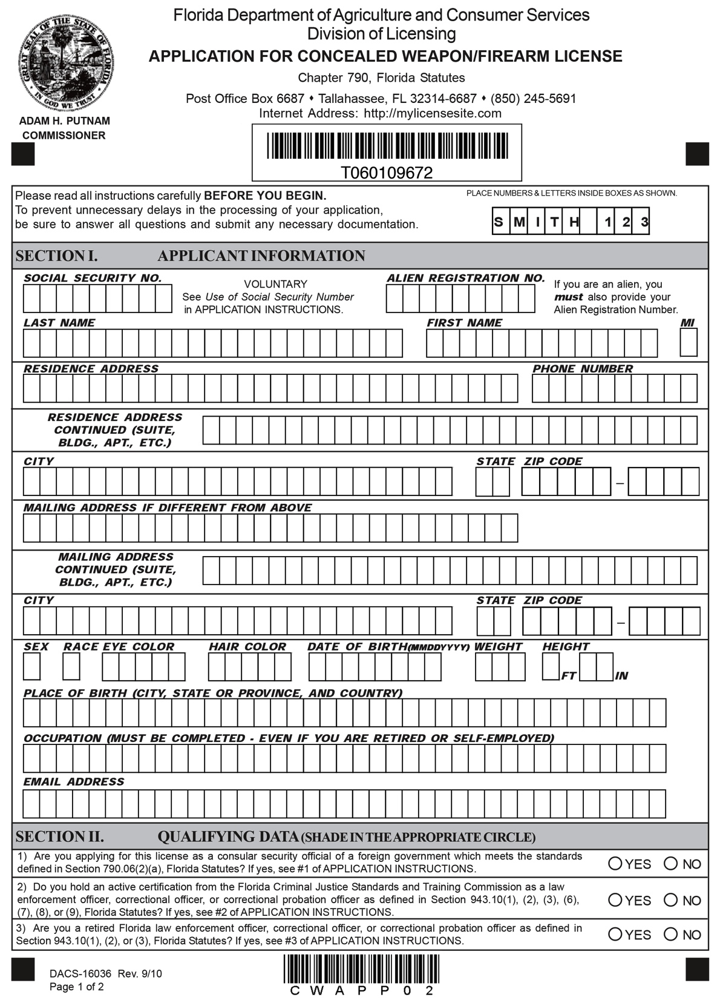 Florida Department of Agriculture and Consumer Services
Division of Licensing
APPLICATION FOR CONCEALED WEAPON/FIREARM LICENSE
Chapter 790, Florida Statutes
Post Office Box 6687 ♦ Tallahassee, FL 32314-6687 ♦ (850) 245-5691
Internet Address: http://mylicensesite.com
GREAT SEAL OF THE STATE OF FLORIDA
IN GOD WE TRUST
ADAM H. PUTNAM
COMMISSIONER
T060109672
Please read all instructions carefully BEFORE YOU BEGIN.
To prevent unnecessary delays in the processing of your application,
be sure to answer all questions and submit any necessary documentation.
PLACE NUMBERS & LETTERS INSIDE BOXES AS SHOWN.
SMITH 123
SECTION I. APPLICANT INFORMATION
SOCIAL SECURITY NO.
VOLUNTARY
See Use of Social Security Number
in APPLICATION INSTRUCTIONS.
ALIEN REGISTRATION NO.
If you are an alien, you
must also provide your
Alien Registration Number.
LAST NAME FIRST NAME MI
RESIDENCE ADDRESS PHONE NUMBER
RESIDENCE ADDRESS
CONTINUED (SUITE,
BLDG., APT., ETC.)
CITY STATE ZIP CODE
–
MAILING ADDRESS IF DIFFERENT FROM ABOVE
MAILING ADDRESS
CONTINUED (SUITE,
BLDG., APT., ETC.)
CITY STATE ZIP CODE
–
SEX RACE EYE COLOR HAIR COLOR DATE OF BIRTH(MMDDYYYY) WEIGHT HEIGHT
FT IN
PLACE OF BIRTH (CITY, STATE OR PROVINCE, AND COUNTRY)
OCCUPATION (MUST BE COMPLETED - EVEN IF YOU ARE RETIRED OR SELF-EMPLOYED)
EMAIL ADDRESS
SECTION II. QUALIFYING DATA (SHADE IN THE APPROPRIATE CIRCLE)
1) Are you applying for this license as a consular security official of a foreign government which meets the standards
defined in Section 790.06(2)(a), Florida Statutes? If yes, see #1 of APPLICATION INSTRUCTIONS.
YES NO
2) Do you hold an active certification from the Florida Criminal Justice Standards and Training Commission as a law
enforcement officer, correctional officer, or correctional probation officer as defined in Section 943.10(1), (2), (3), (6),
(7), (8), or (9), Florida Statutes? If yes, see #2 of APPLICATION INSTRUCTIONS.
YES NO
3) Are you a retired Florida law enforcement officer, correctional officer, or correctional probation officer as defined in
Section 943.10(1), (2), or (3), Florida Statutes? If yes, see #3 of APPLICATION INSTRUCTIONS.
YES NO
DACS-16036 Rev. 9/10
Page 1 of 2
CWAPP02